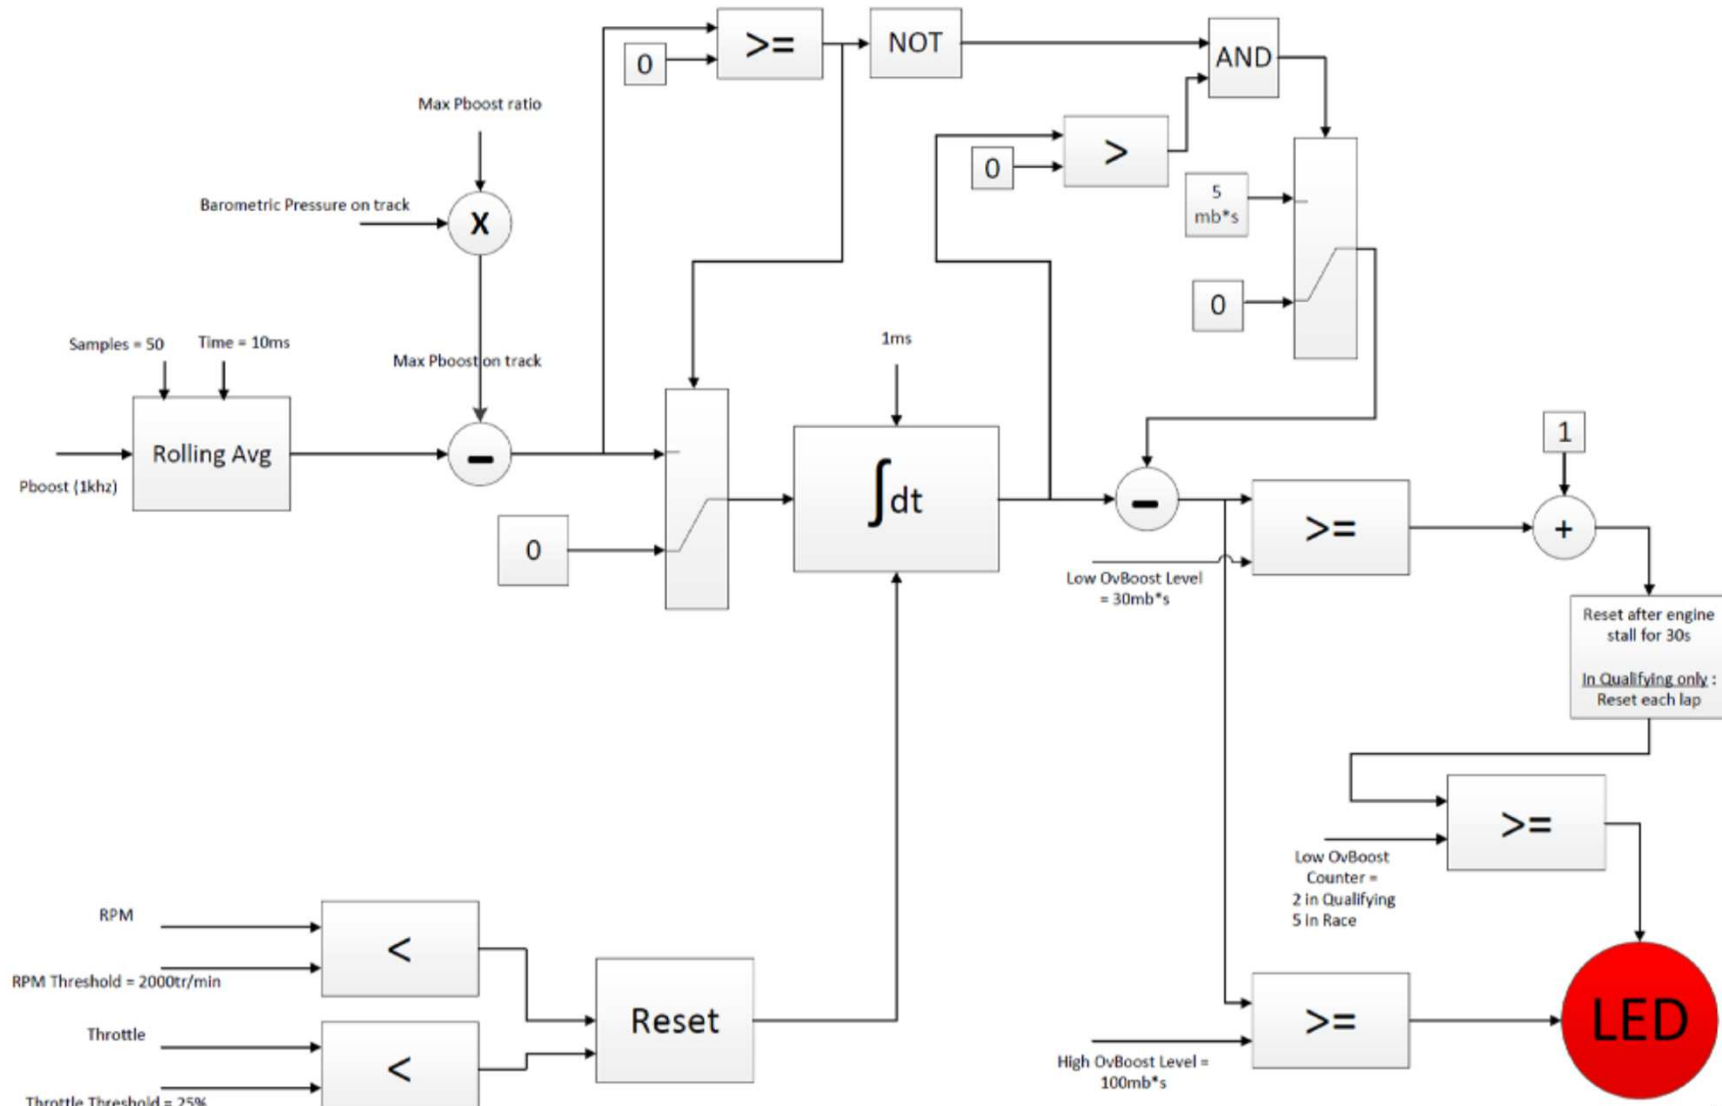 >=
NOT
AND
0
Max Pboost ratio
>
0
5
mb*s
Barometric Pressure on track
X
0
1ms
Samples = 50
Time = 10ms
Max Pboost on track
Rolling Avg
-
Pboost (1khz)
0
∫dt
-
1
>=
+
Low OvBoost Level
= 30mb*s
Reset after engine
stall for 30s
In Qualifying only :
Reset each lap
>=
Low OvBoost
Counter =
2 in Qualifying
5 in Race
RPM
<
RPM Threshold = 2000tr/min
Reset
>=
LED
Throttle
<
High OvBoost Level =
100mb*s
Throttle Threshold = 25%